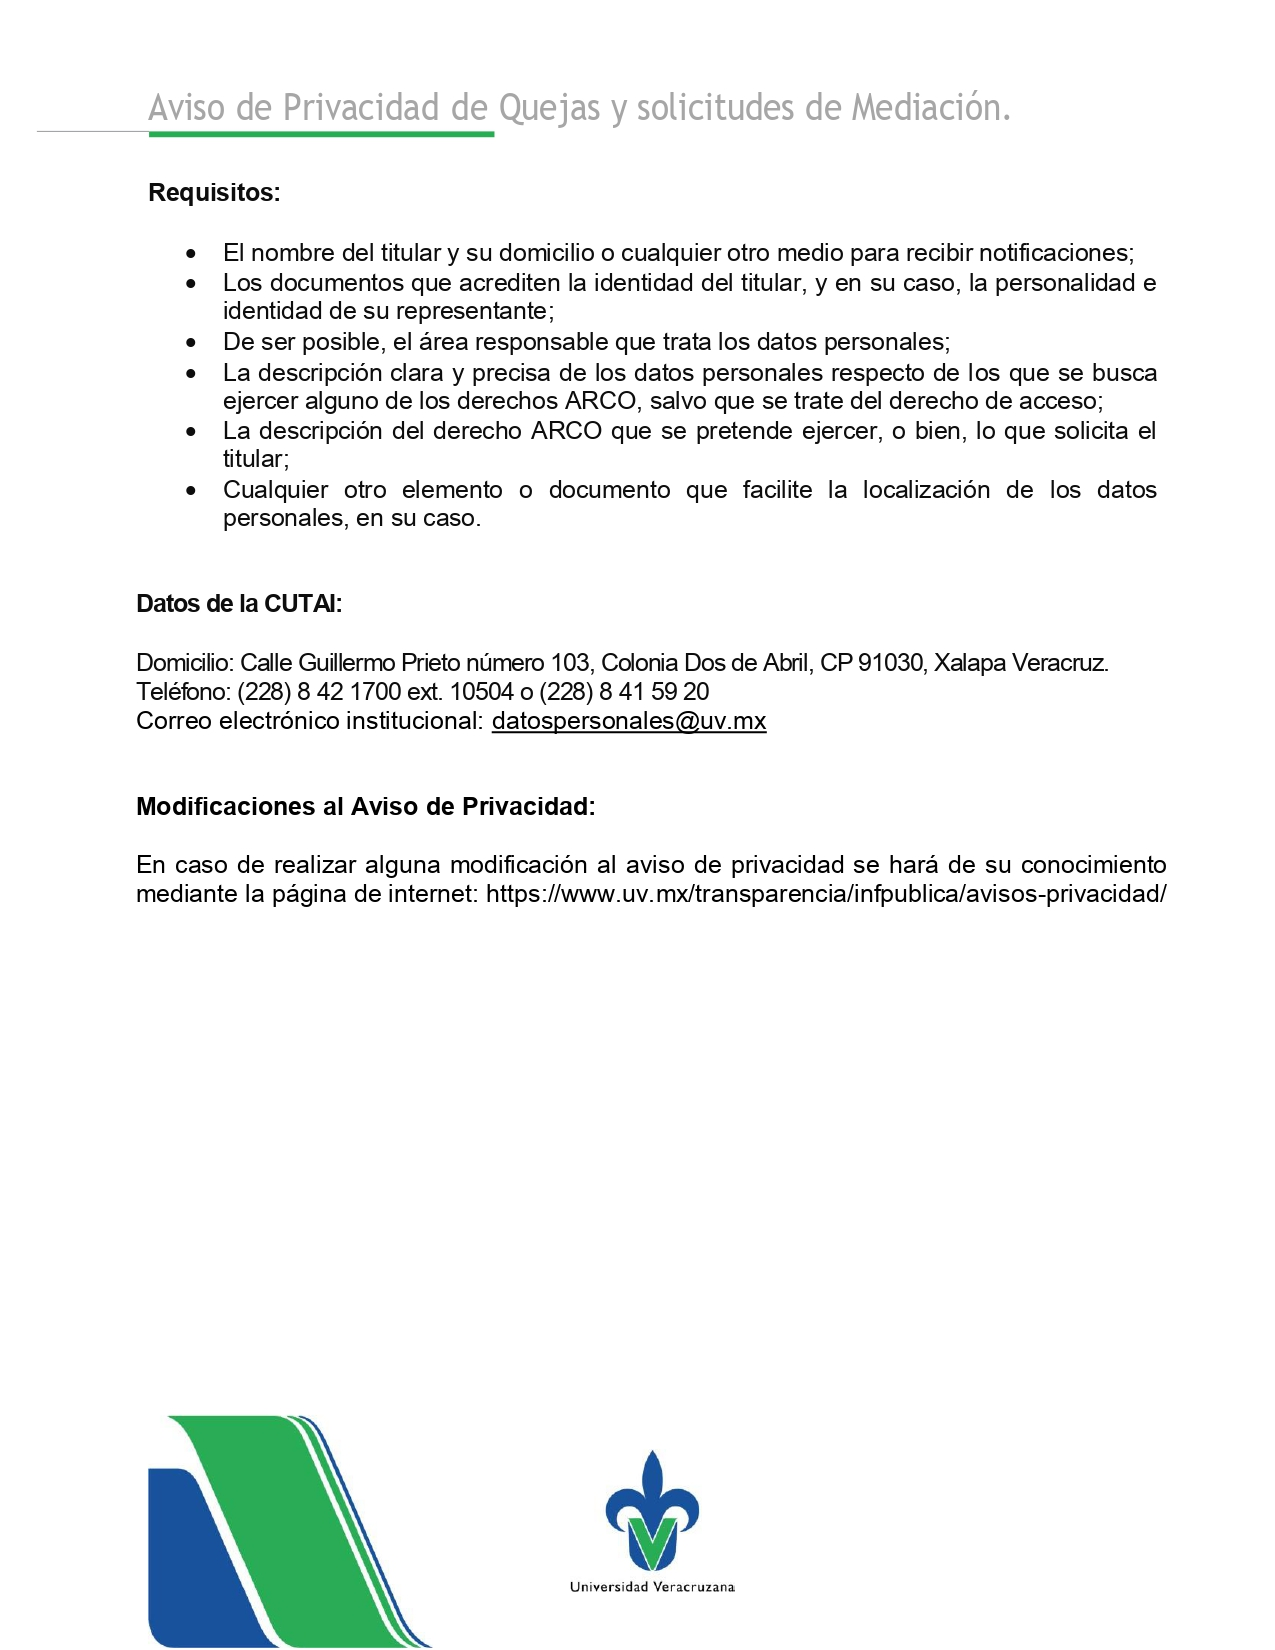 Aviso de Privacidad de Quejas y solicitudes de Mediación.
Requisitos:
• El nombre del titular y su domicilio o cualquier otro medio para recibir notificaciones;
• Los documentos que acrediten la identidad del titular, y en su caso, la personalidad e
identidad de su representante;
• De ser posible, el área responsable que trata los datos personales;
• La descripción clara y precisa de los datos personales respecto de los que se busca
ejercer alguno de los derechos ARCO, salvo que se trate del derecho de acceso;
• La descripción del derecho ARCO que se pretende ejercer, o bien, lo que solicita el
titular;
• Cualquier otro elemento o documento que facilite la localización de los datos
personales, en su caso.
Datos de la CUTAI:
Domicilio: Calle Guillermo Prieto número 103, Colonia Dos de Abril, CP 91030, Xalapa Veracruz.
Teléfono: (228) 8 42 1700 ext. 10504 o (228) 8 41 59 20
Correo electrónico institucional: datospersonales@uv.mx
Modificaciones al Aviso de Privacidad:
En caso de realizar alguna modificación al aviso de privacidad se hará de su conocimiento
mediante la página de internet: https://www.uv.mx/transparencia/infpublica/avisos-privacidad/
Universidad Veracruzana